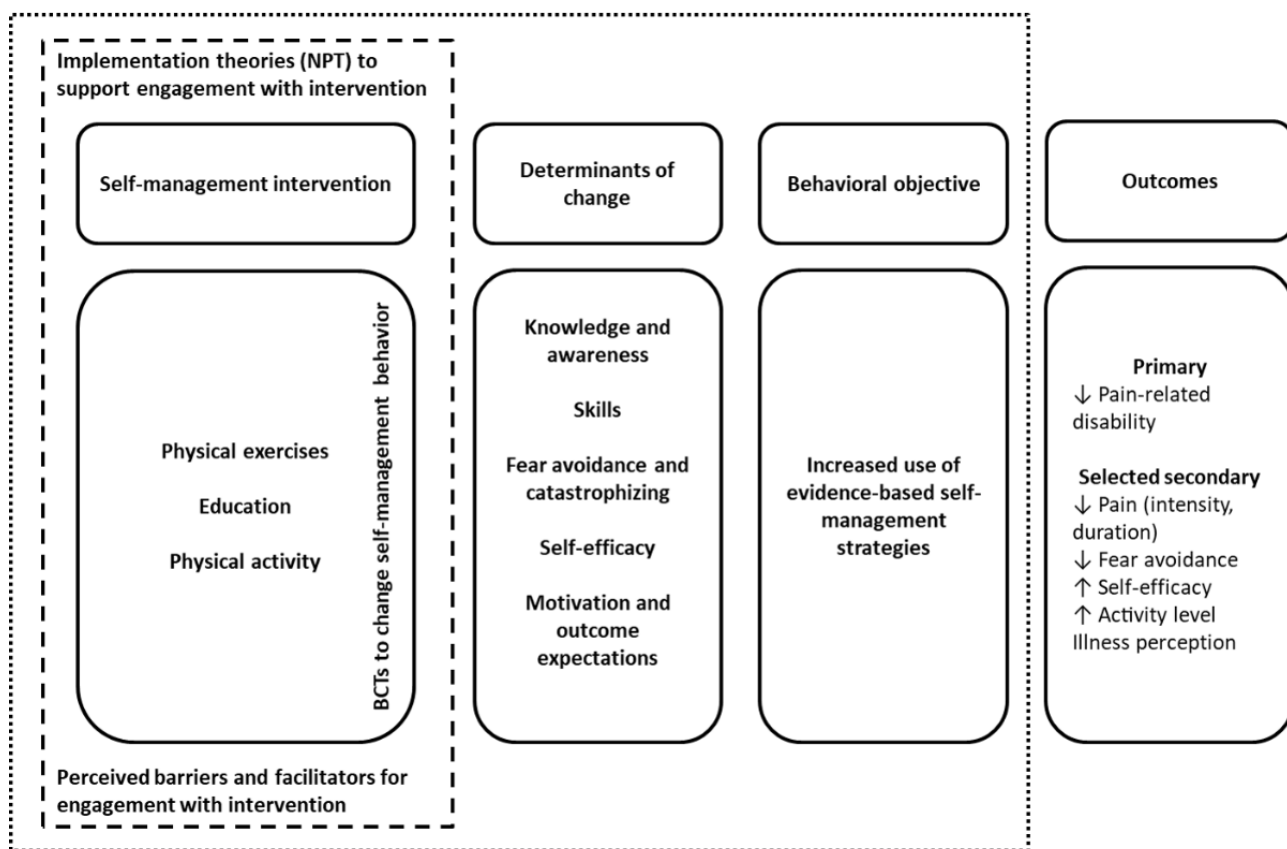 Implementation theories (NPT) to
support engagement with intervention
Self-management intervention
Physical exercises
Education
Physical activity
BCTs to change self-management behavior
Perceived barriers and facilitators for
engagement with intervention
Determinants of
change
Knowledge and
awareness
Skills
Fear avoidance and
catastrophizing
Self-efficacy
Motivation and
outcome
expectations
Behavioral objective
Increased use of
evidence-based self-
management
strategies
Outcomes
Primary
↓ Pain-related
disability
Selected secondary
↓ Pain (intensity,
duration)
↓ Fear avoidance
↑ Self-efficacy
↑ Activity level
Illness perception